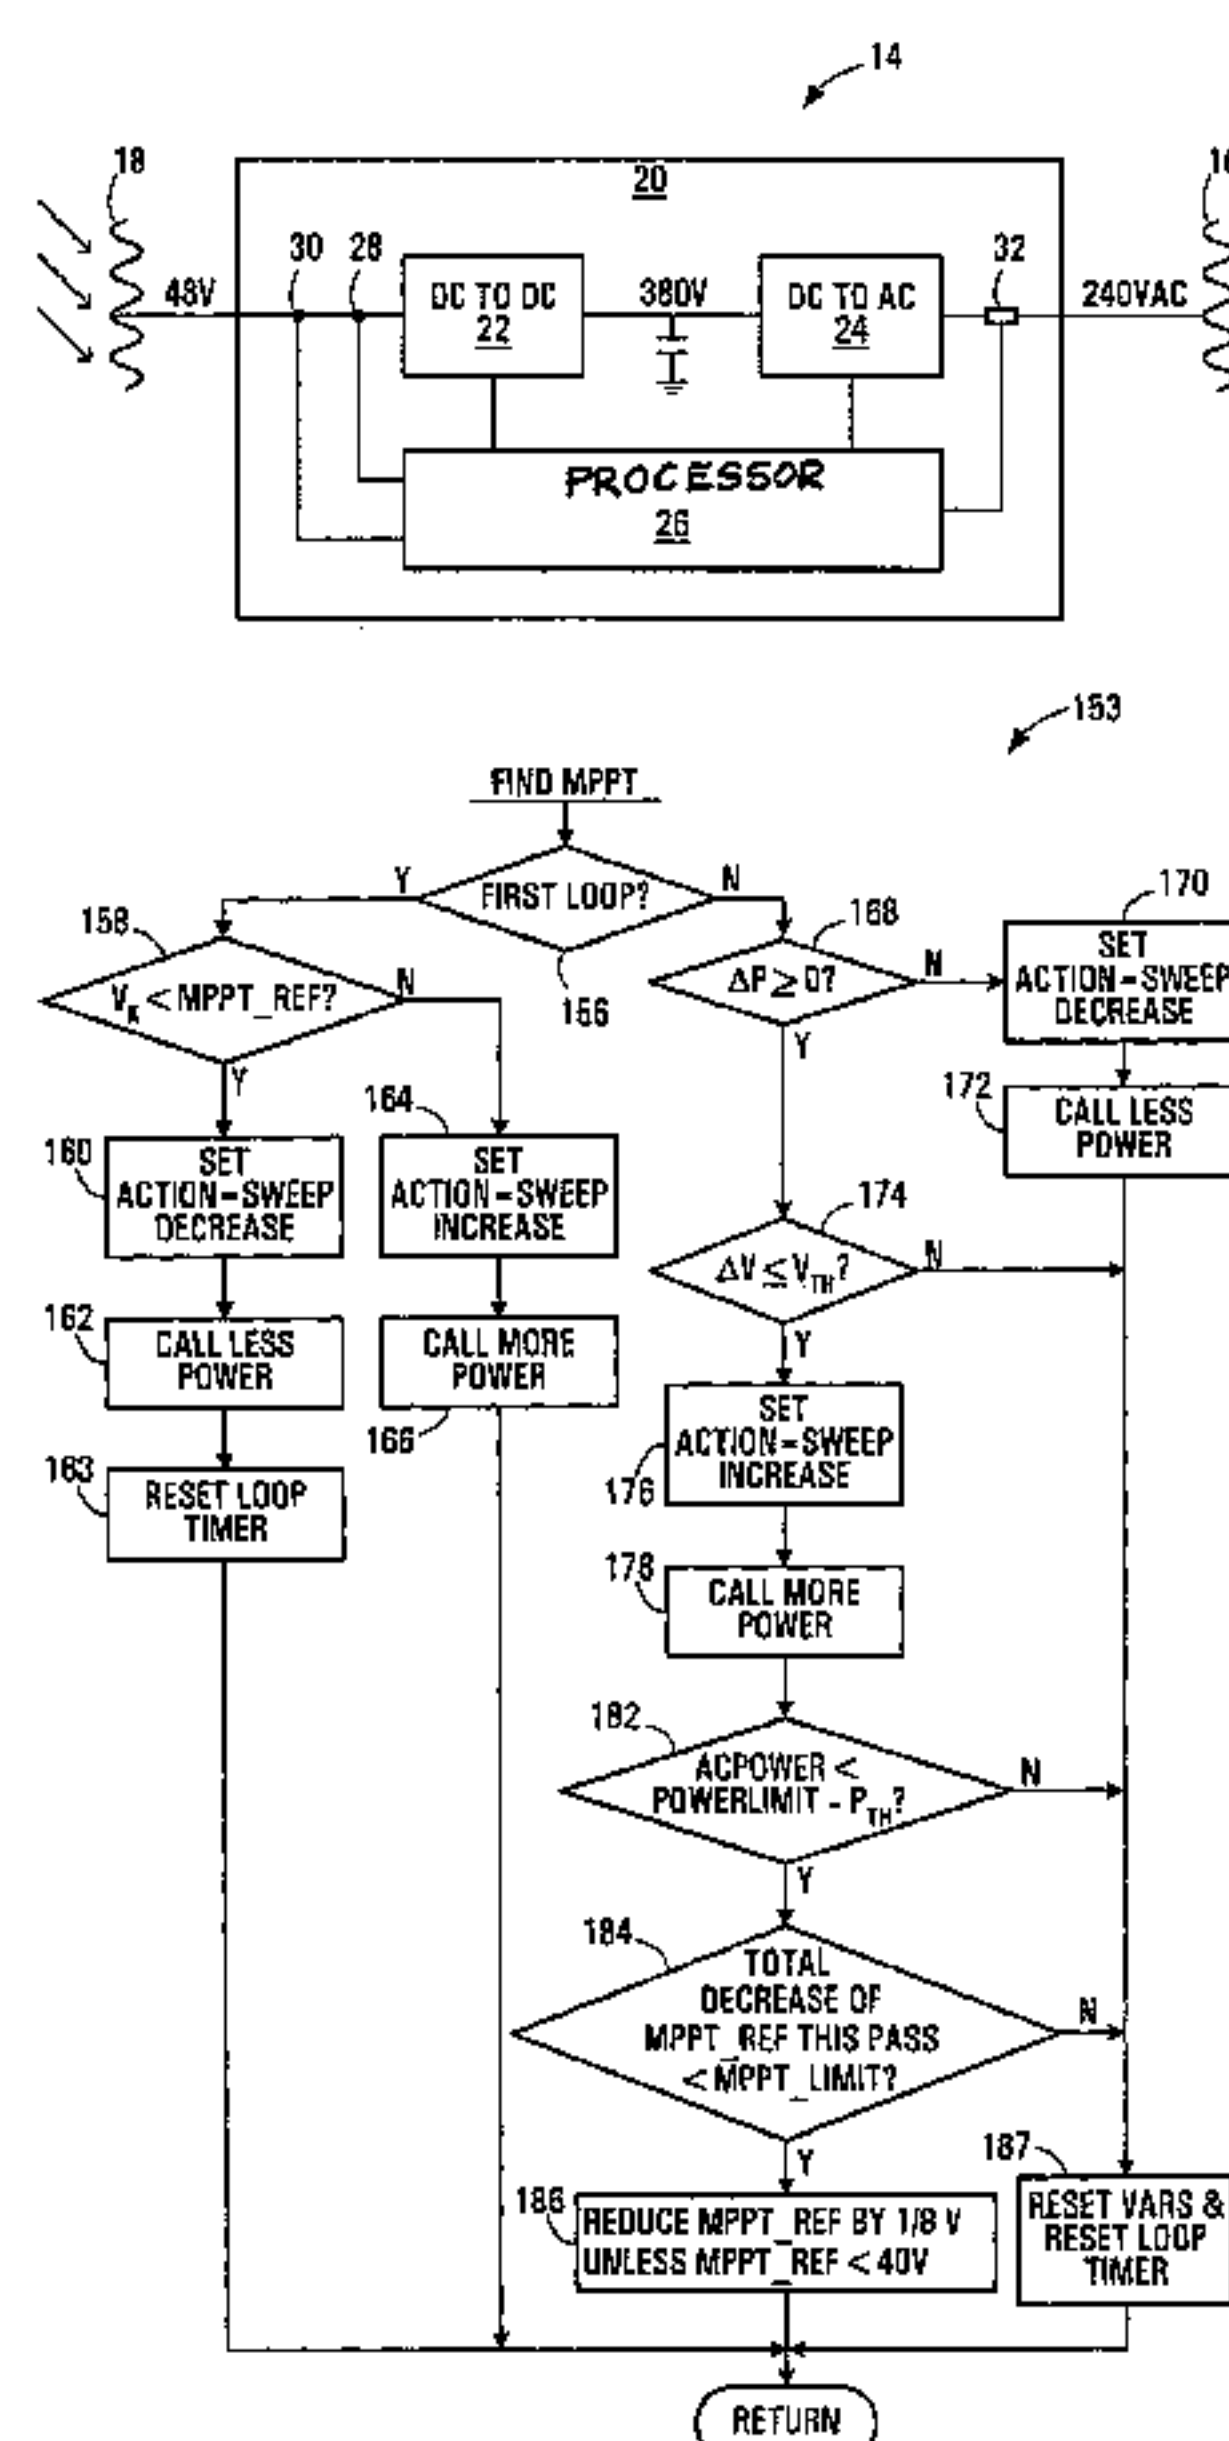 14
18
20
30
28
32
48V
DC TO DC
22
380V
DC TO AC
24
240VAC
PROCESSOR
26
153
FIND MPPT
Y
FIRST LOOP?
N
156
158
V_K < MPPT_REF?
N
Y
168
ΔP ≥ 0?
N
Y
170
SET
ACTION=SWEEP
DECREASE
172
CALL LESS
POWER
160
SET
ACTION=SWEEP
DECREASE
164
SET
ACTION=SWEEP
INCREASE
174
ΔV ≤ V_TH?
N
Y
162
CALL LESS
POWER
CALL MORE
POWER
166
163
RESET LOOP
TIMER
SET
ACTION=SWEEP
INCREASE
176
178
CALL MORE
POWER
182
ACPOWER <
POWERLIMIT - P_TH?
N
Y
184
TOTAL
DECREASE OF
MPPT_REF THIS PASS
< MPPT_LIMIT?
N
Y
186
REDUCE MPPT_REF BY 1/8 V
UNLESS MPPT_REF < 40V
187
RESET VARS &
RESET LOOP
TIMER
RETURN